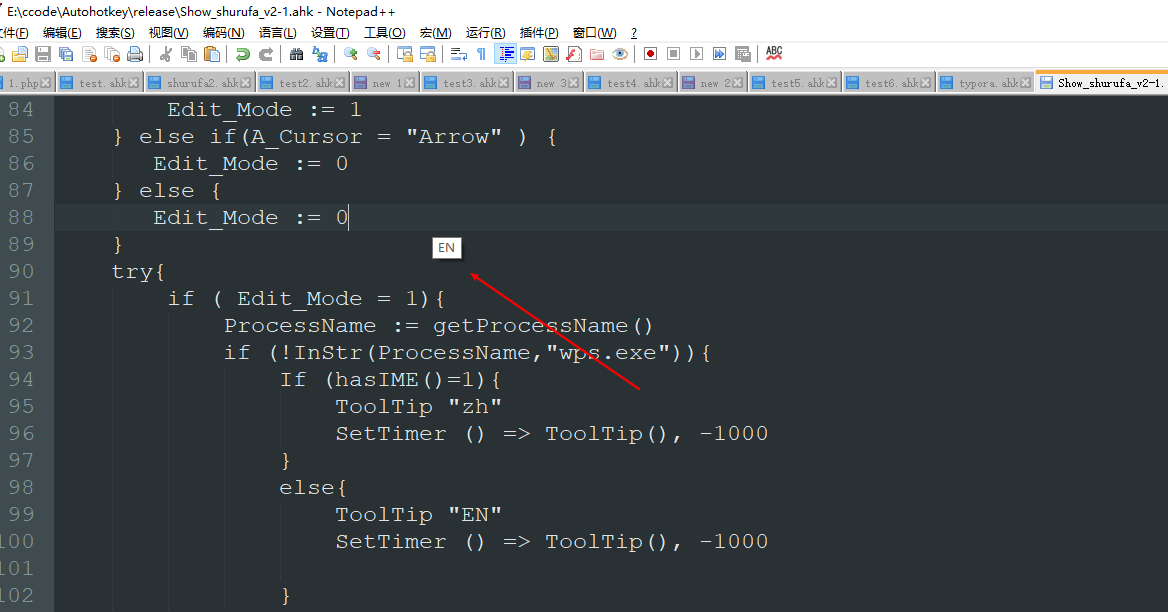 E:\ccode\Autohotkey\release\Show_shurufa_v2-1.ahk - Notepad++
文件(F) 编辑(E) 搜索(S) 视图(V) 编码(N) 语言(L) 设置(T) 工具(O) 宏(M) 运行(R) 插件(P) 窗口(W) ?
ABC
1.php test.ahk shurufa2.ahk test2.ahk new 1 test3.ahk new 3 test4.ahk new 2 test5.ahk test6.ahk typora.ahk Show_shurufa_v2-1.
84 Edit_Mode := 1
85 } else if(A_Cursor = "Arrow" ) {
86 Edit_Mode := 0
87 } else {
88 Edit_Mode := 0
89 }
EN
90 try{
91 if ( Edit_Mode = 1){
92 ProcessName := getProcessName()
93 if (!InStr(ProcessName,"wps.exe")){
94 If (hasIME()=1){
95 ToolTip "zh"
96 SetTimer () => ToolTip(), -1000
97 }
98 else{
99 ToolTip "EN"
100 SetTimer () => ToolTip(), -1000
101
102 }